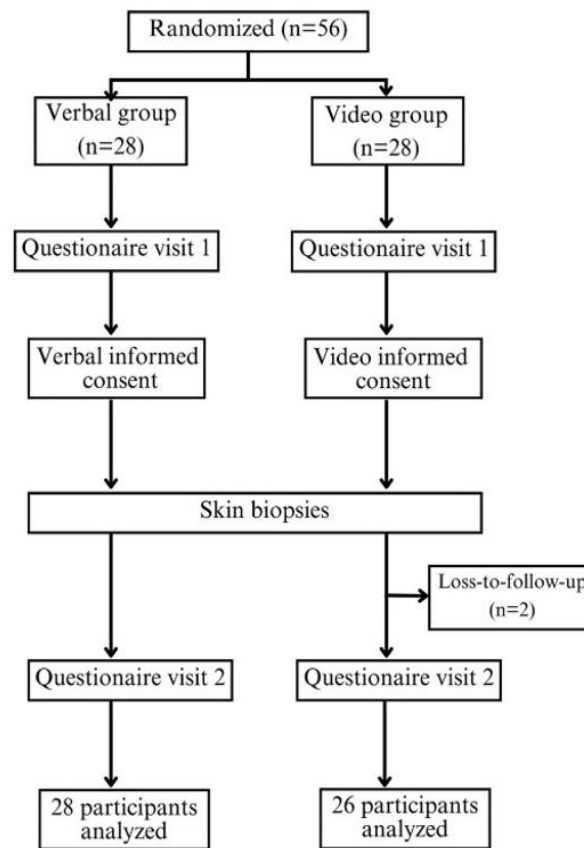 Randomized (n=56)
Verbal group
(n=28)
Video group
(n=28)
Questionaire visit 1
Questionaire visit 1
Verbal informed
consent
Video informed
consent
Skin biopsies
Loss-to-follow-up
(n=2)
Questionaire visit 2
Questionaire visit 2
28 participants
analyzed
26 participants
analyzed